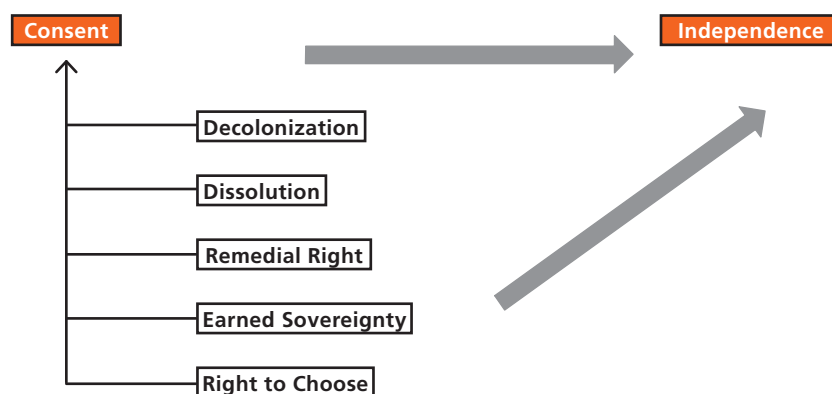 Consent
Independence
Decolonization
Dissolution
Remedial Right
Earned Sovereignty
Right to Choose